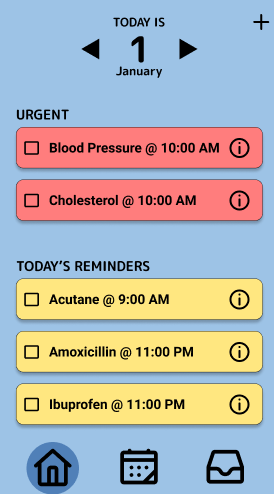 TODAY IS
1
January
URGENT
Blood Pressure @ 10:00 AM
Cholesterol @ 10:00 AM
TODAY'S REMINDERS
Acutane @ 9:00 AM
Amoxicillin @ 11:00 PM
Ibuprofen @ 11:00 PM